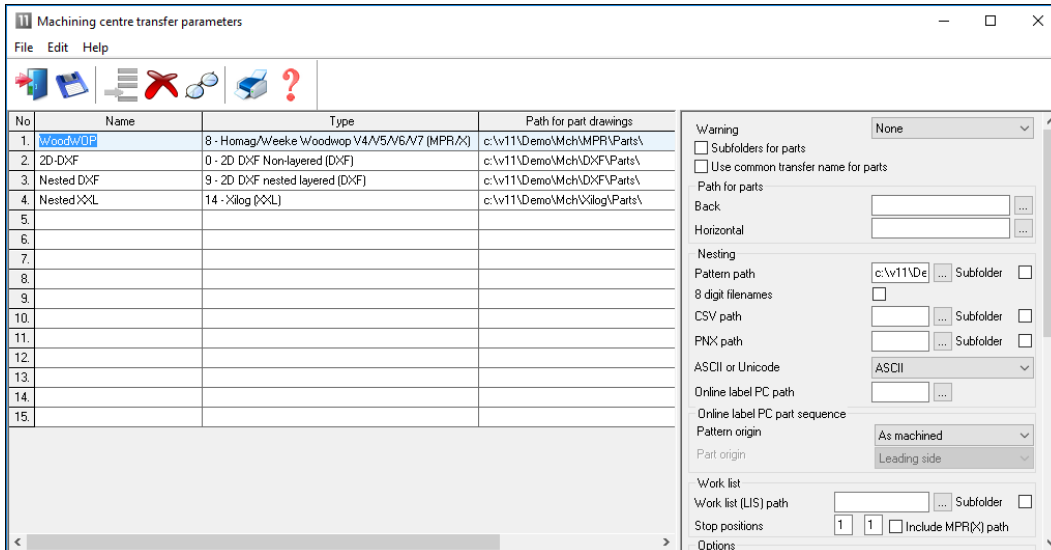 Machining centre transfer parameters
File Edit Help
No Name Type Path for part drawings
1. WoodWOP 8 - Homag/Weeke Woodwop V4/V5/V6/V7 (MPR/X) c:\v11\Demo\Mch\MPR\Parts\
2. 2D-DXF 0 - 2D DXF Non-layered (DXF) c:\v11\Demo\Mch\DXF\Parts\
3. Nested DXF 9 - 2D DXF nested layered (DXF) c:\v11\Demo\Mch\DXF\Parts\
4. Nested XXL 14 - Xilog (XXL) c:\v11\Demo\Mch\Xilog\Parts\
5.
6.
7.
8.
9.
10.
11.
12.
13.
14.
15.
Warning None
Subfolders for parts
Use common transfer name for parts
Path for parts
Back ...
Horizontal ...
Nesting
Pattern path c:\v11\De ... Subfolder
8 digit filenames
CSV path ... Subfolder
PNX path ... Subfolder
ASCII or Unicode ASCII
Online label PC path ...
Online label PC part sequence
Pattern origin As machined
Part origin Leading side
Work list
Work list (LIS) path ... Subfolder
Stop positions 1 1 Include MPR(X) path
Options